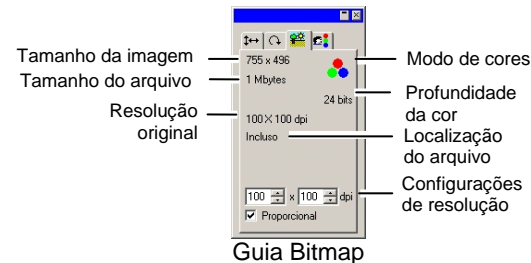 Tamanho da imagem
Tamanho do arquivo
Resolução
original
755 x 496
1 Mbytes
24 bits
100 X 100 dpi
Incluso
100 x 100 dpi
Proporcional
Modo de cores
Profundidade
da cor
Localização
do arquivo
Configurações
de resolução
Guia Bitmap